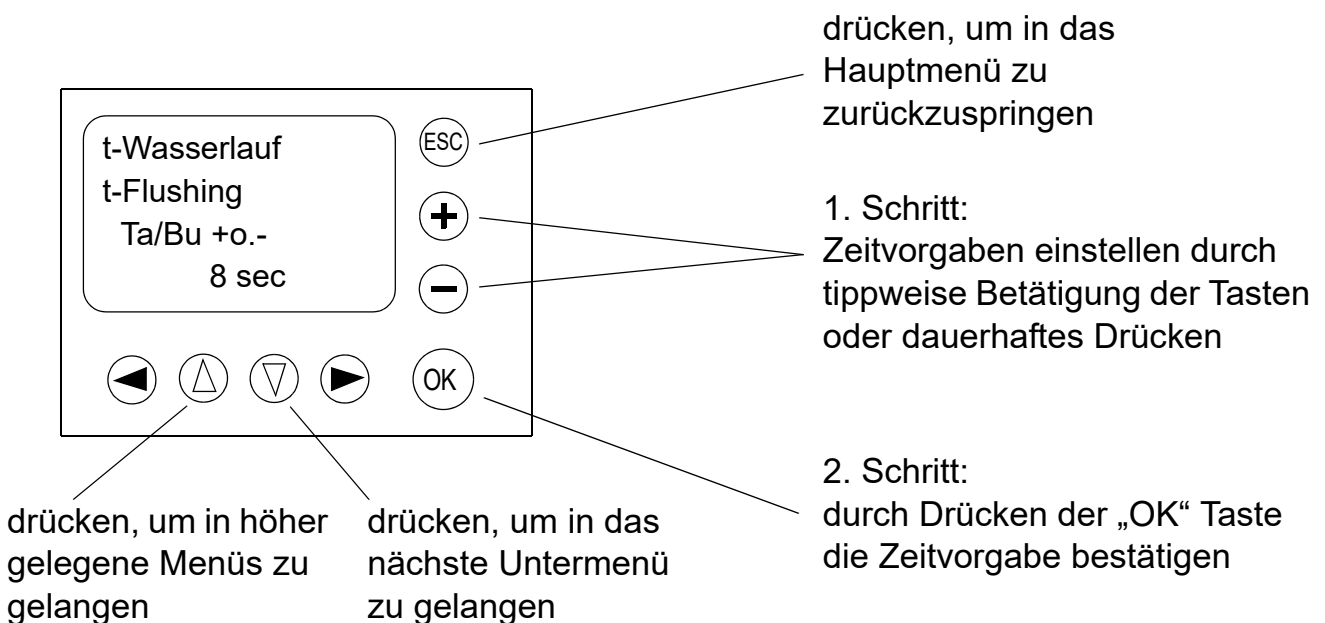 drücken, um in das
Hauptmenü zu
zurückzuspringen
t-Wasserlauf
t-Flushing
Ta/Bu +o.-
8 sec
ESC
+
−
OK
1. Schritt:
Zeitvorgaben einstellen durch
tippweise Betätigung der Tasten
oder dauerhaftes Drücken
2. Schritt:
durch Drücken der „OK“ Taste
die Zeitvorgabe bestätigen
drücken, um in höher
gelegene Menüs zu
gelangen
drücken, um in das
nächste Untermenü
zu gelangen